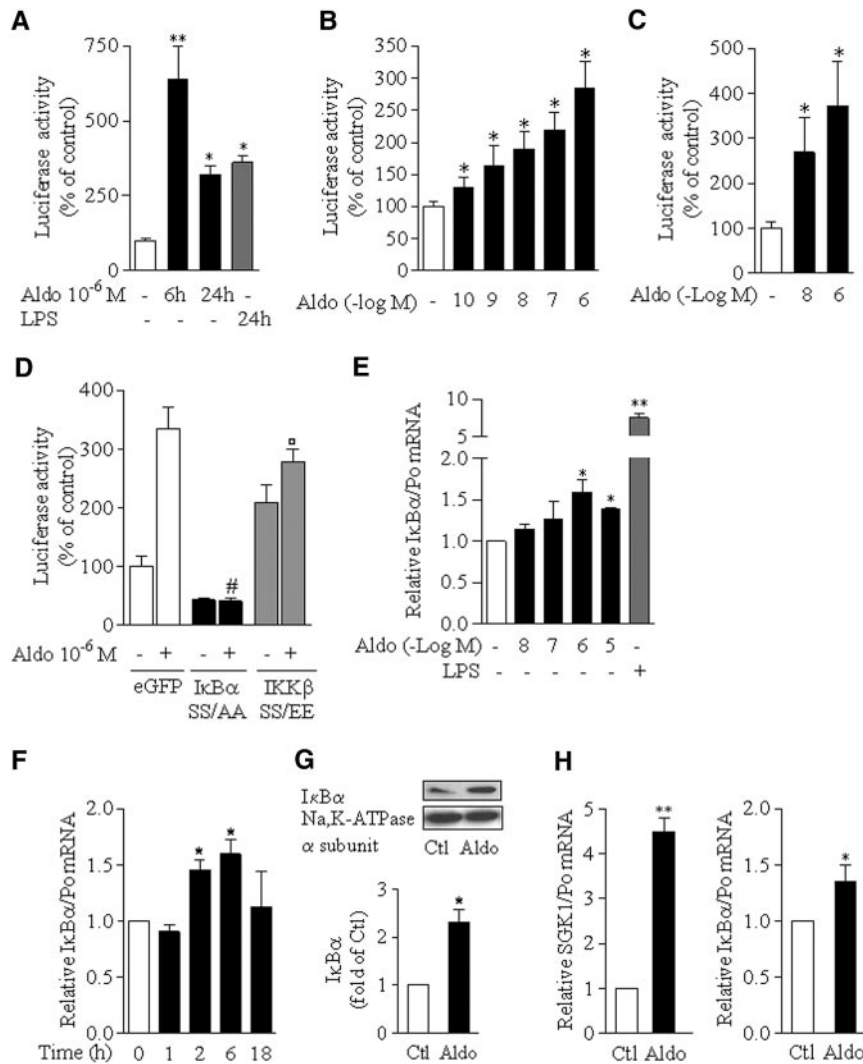 A
Luciferase activity
(% of control)
750
500
250
0
**
*
*
Aldo 10-6 M - 6h 24h -
LPS - - - 24h
B
Luciferase activity
(% of control)
350
300
250
200
150
100
50
0
*
*
*
*
*
Aldo (-log M) - 10 9 8 7 6
C
Luciferase activity
(% of control)
500
400
300
200
100
0
*
*
Aldo (-Log M) - 8 6
D
Luciferase activity
(% of control)
400
300
200
100
0
#
¤
Aldo 10-6 M - + - + - +
eGFP IκBα IKKβ
SS/AA SS/EE
E
Relative IκBα/Po mRNA
10
5
2.0
1.5
1.0
0.5
0.0
*
*
**
Aldo (-Log M) - 8 7 6 5 -
LPS - - - - - +
F
Relative IκBα/Po mRNA
2.0
1.5
1.0
0.5
0.0
*
*
Time (h) 0 1 2 6 18
G
IκBα
Na,K-ATPase
α subunit Ctl Aldo
IκBα
(fold of Ctl)
3
2
1
0
*
Ctl Aldo
H
Relative SGK1/Po mRNA
5
4
3
2
1
0
**
Ctl Aldo
Relative IκBα/Po mRNA
2.0
1.5
1.0
0.5
0.0
*
Ctl Aldo